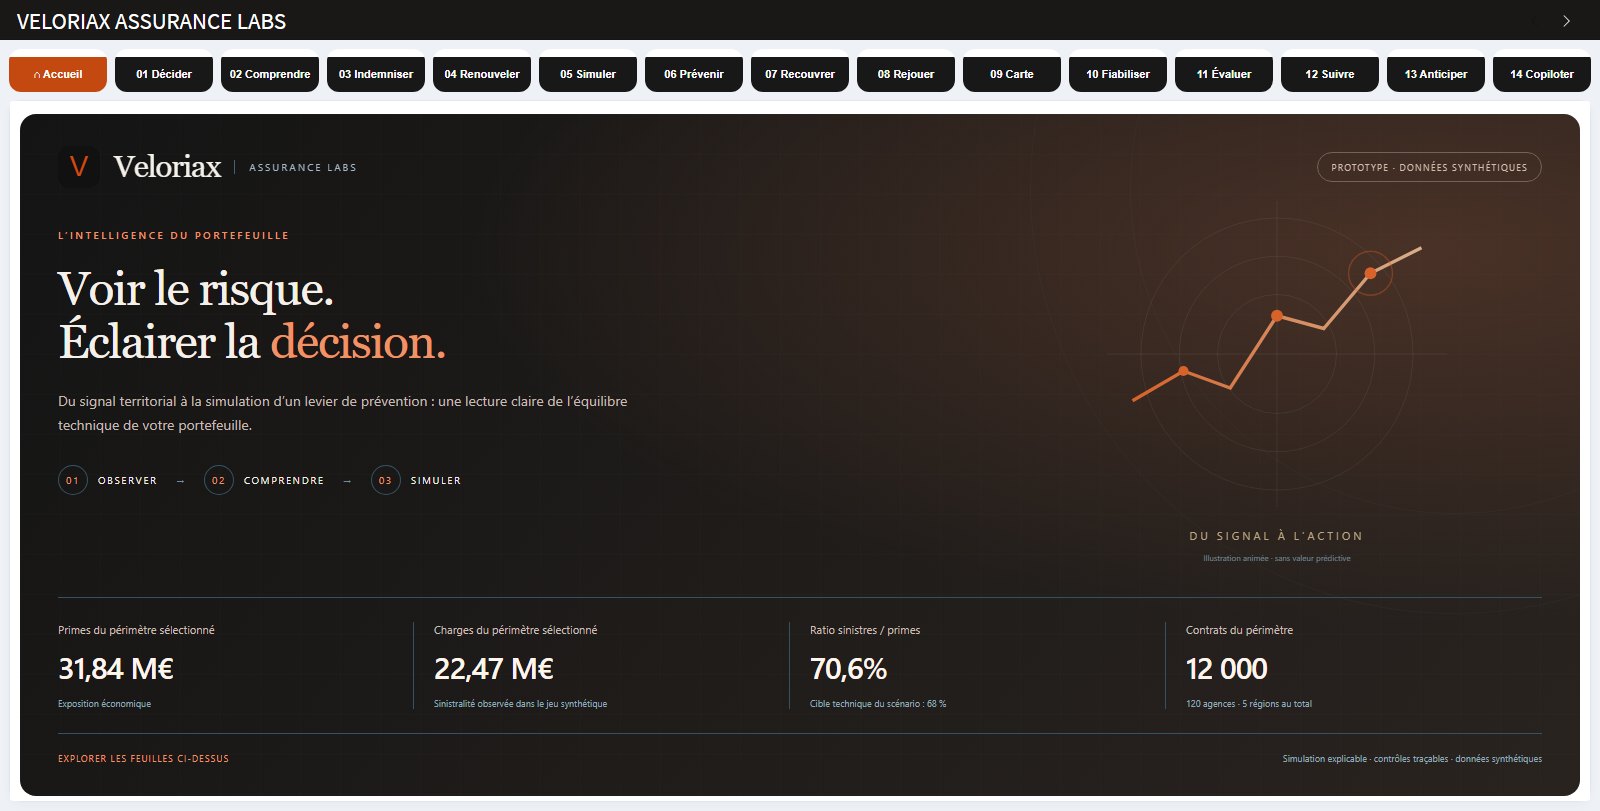 VELORIAX ASSURANCE LABS
⌂ Accueil
01 Décider
02 Comprendre
03 Indemniser
04 Renouveler
05 Simuler
06 Prévenir
07 Recouvrer
08 Rejouer
09 Carte
10 Fiabiliser
11 Évaluer
12 Suivre
13 Anticiper
14 Copiloter
V Veloriax | ASSURANCE LABS
PROTOTYPE · DONNÉES SYNTHÉTIQUES
L’INTELLIGENCE DU PORTEFEUILLE
Voir le risque.
Éclairer la décision.
Du signal territorial à la simulation d’un levier de prévention : une lecture claire de l’équilibre
technique de votre portefeuille.
01 OBSERVER → 02 COMPRENDRE → 03 SIMULER
DU SIGNAL À L’ACTION
Illustration animée · sans valeur prédictive
Primes du périmètre sélectionné
31,84 M€
Exposition économique
Charges du périmètre sélectionné
22,47 M€
Sinistralité observée dans le jeu synthétique
Ratio sinistres / primes
70,6%
Cible technique du scénario : 68 %
Contrats du périmètre
12 000
120 agences · 5 régions au total
EXPLORER LES FEUILLES CI-DESSUS
Simulation explicable · contrôles traçables · données synthétiques